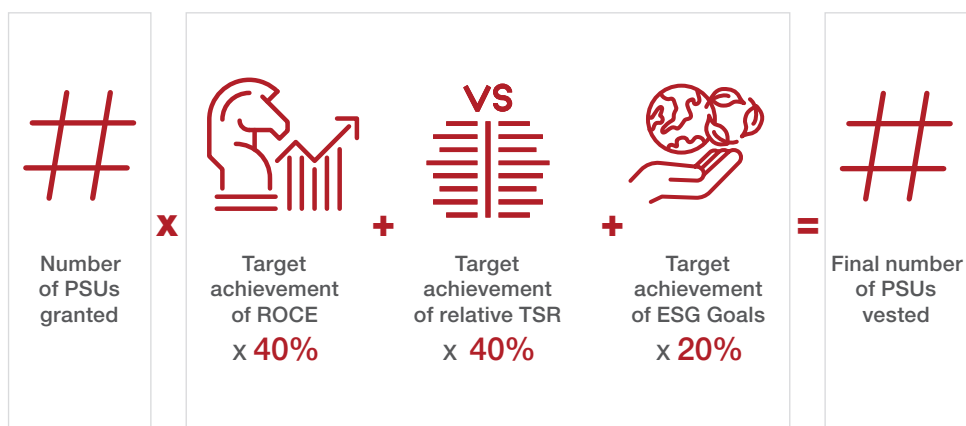 VS
x
+
+
=
Number
of PSUs
granted
Target
achievement
of ROCE
x 40%
Target
achievement
of relative TSR
x 40%
Target
achievement
of ESG Goals
x 20%
Final number
of PSUs
vested